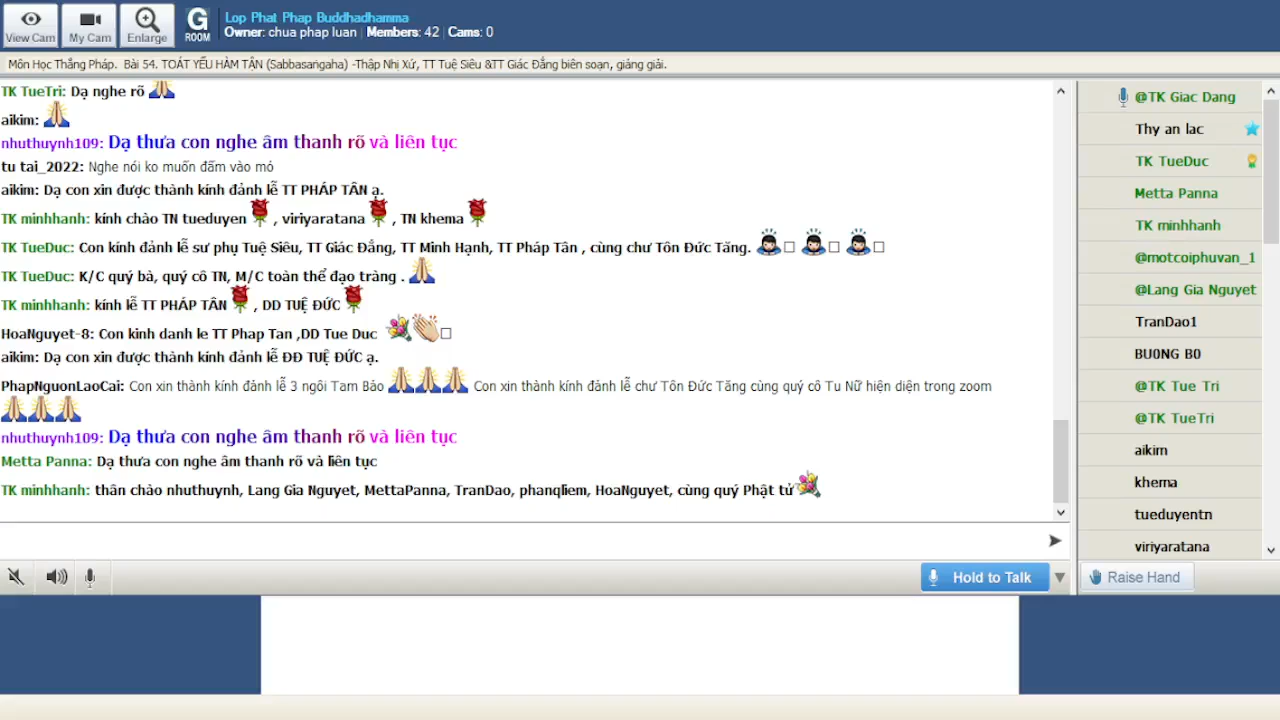 View Cam
My Cam
Enlarge
G
ROOM
Lop Phat Phap Buddhadhamma
Owner: chua phap luan | Members: 42 | Cams: 0
Môn Học Thắng Pháp. Bài 54. TOÁT YẾU HÀM TẬN (Sabbasaṅgaha) -Thập Nhị Xứ, TT Tuệ Siêu &TT Giác Đẳng biên soạn, giảng giải.
TK TueTri: Dạ nghe rõ
aikim:
nhuthuynh109: Dạ thưa con nghe âm thanh rõ và liên tục
tu tai_2022: Nghe nói ko muốn đấm vào mỏ
aikim: Dạ con xin được thành kính đảnh lễ TT PHÁP TÂN ạ.
TK minhhanh: kính chào TN tueduyen , viriyaratana , TN khema
TK TueDuc: Con kính đảnh lễ sư phụ Tuệ Siêu, TT Giác Đẳng, TT Minh Hạnh, TT Pháp Tân , cùng chư Tôn Đức Tăng.
TK TueDuc: K/C quý bà, quý cô TN, M/C toàn thể đạo tràng .
TK minhhanh: kính lễ TT PHÁP TÂN , DD TUỆ ĐỨC
HoaNguyet-8: Con kinh danh le TT Phap Tan ,DD Tue Duc
aikim: Dạ con xin được thành kính đảnh lễ ĐĐ TUỆ ĐỨC ạ.
PhapNguonLaoCai: Con xin thành kính đảnh lễ 3 ngôi Tam Bảo Con xin thành kính đảnh lễ chư Tôn Đức Tăng cùng quý cô Tu Nữ hiện diện trong zoom
nhuthuynh109: Dạ thưa con nghe âm thanh rõ và liên tục
Metta Panna: Dạ thưa con nghe âm thanh rõ và liên tục
TK minhhanh: thân chào nhuthuynh, Lang Gia Nguyet, MettaPanna, TranDao, phanqliem, HoaNguyet, cùng quý Phật tử
@TK Giac Dang
Thy an lac
TK TueDuc
Metta Panna
TK minhhanh
@motcoiphuvan_1
@Lang Gia Nguyet
TranDao1
BU0NG B0
@TK Tue Tri
@TK TueTri
aikim
khema
tueduyentn
viriyaratana
Hold to Talk
Raise Hand